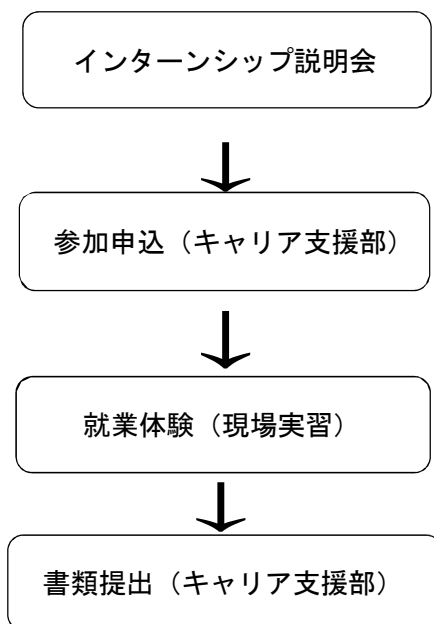 インターンシップ説明会
参加申込（キャリア支援部）
就業体験（現場実習）
書類提出（キャリア支援部）